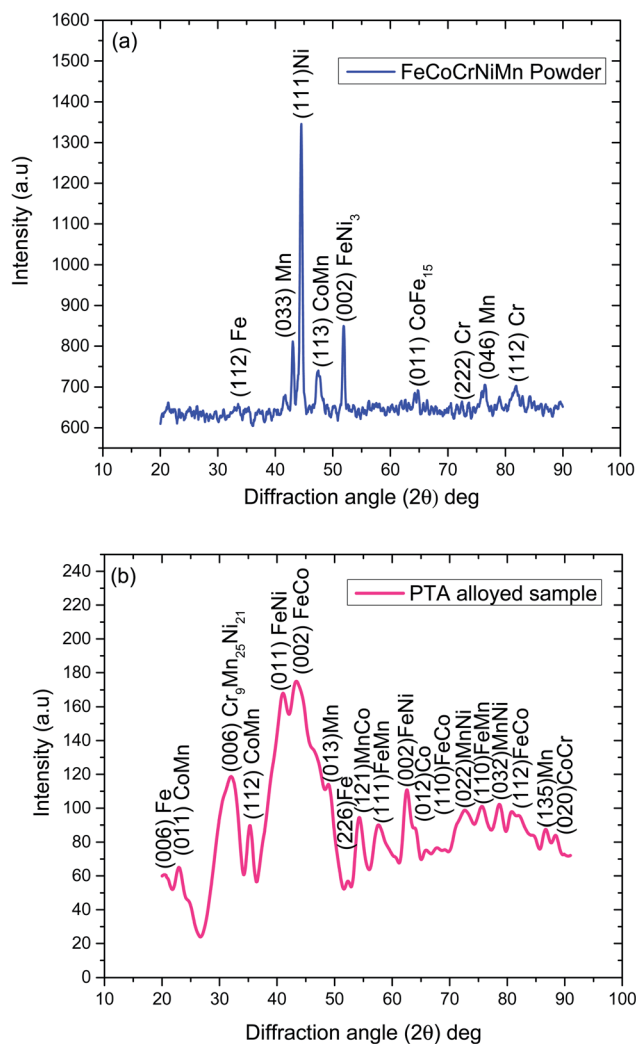 (a)
FeCoCrNiMn Powder
Intensity (a.u)
1600
1500
1400
1300
1200
1100
1000
900
800
700
600
(112) Fe
(033) Mn
(111)Ni
(113) CoMn
(002) FeNi₃
(011) CoFe₁₅
(222) Cr
(046) Mn
(112) Cr
10 20 30 40 50 60 70 80 90 100
Diffraction angle (2θ) deg
(b)
PTA alloyed sample
Intensity (a.u)
240
220
200
180
160
140
120
100
80
60
40
20
0
(006) Fe
(011) CoMn
(006) Cr₉Mn₂₅Ni₂₁
(112) CoMn
(011) FeNi
(002) FeCo
(013)Mn
(226)Fe
(121)MnCo
(111)FeMn
(002)FeNi
(012)Co
(110)FeCo
(022)MnNi
(110)FeMn
(032)MnNi
(112)FeCo
(135)Mn
(020)CoCr
10 20 30 40 50 60 70 80 90 100
Diffraction angle (2θ) deg